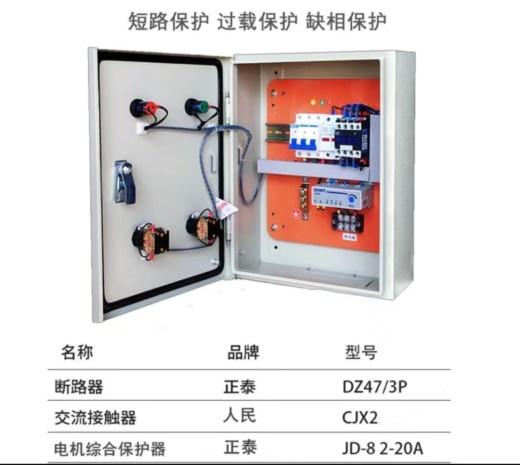 短路保护 过载保护 缺相保护
CHNT
名称 品牌 型号
断路器 正泰 DZ47/3P
交流接触器 人民 CJX2
电机综合保护器 正泰 JD-8 2-20A